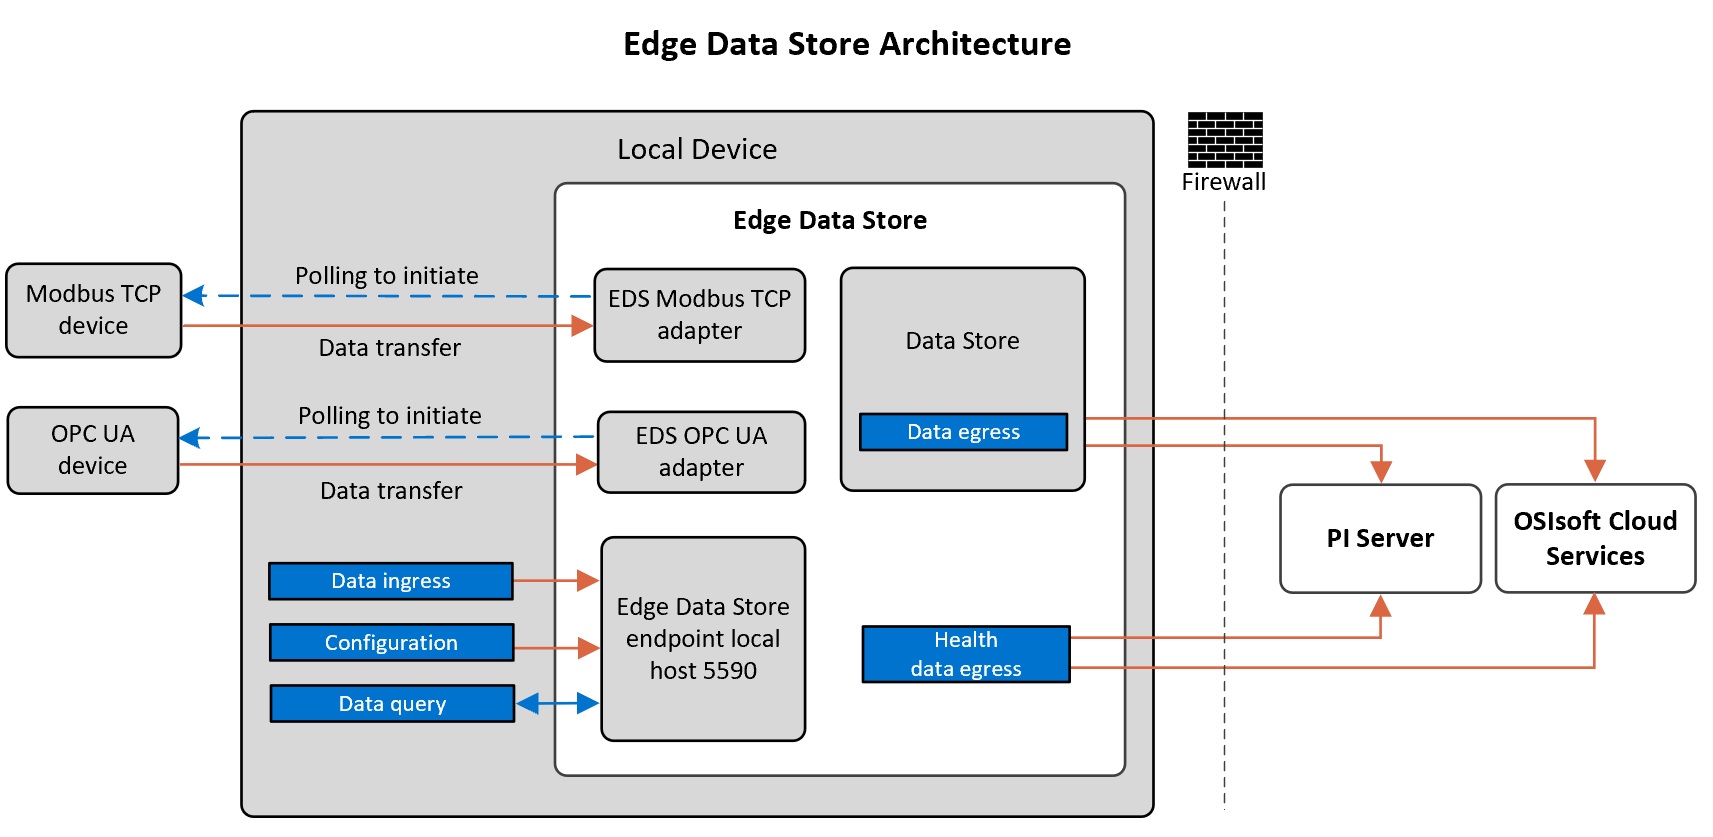 Edge Data Store Architecture
Local Device
Firewall
Edge Data Store
Modbus TCP
device
Polling to initiate
Data transfer
EDS Modbus TCP
adapter
Data Store
Data egress
OPC UA
device
Polling to initiate
Data transfer
EDS OPC UA
adapter
PI Server
OSIsoft Cloud
Services
Data ingress
Configuration
Data query
Edge Data Store
endpoint local
host 5590
Health
data egress